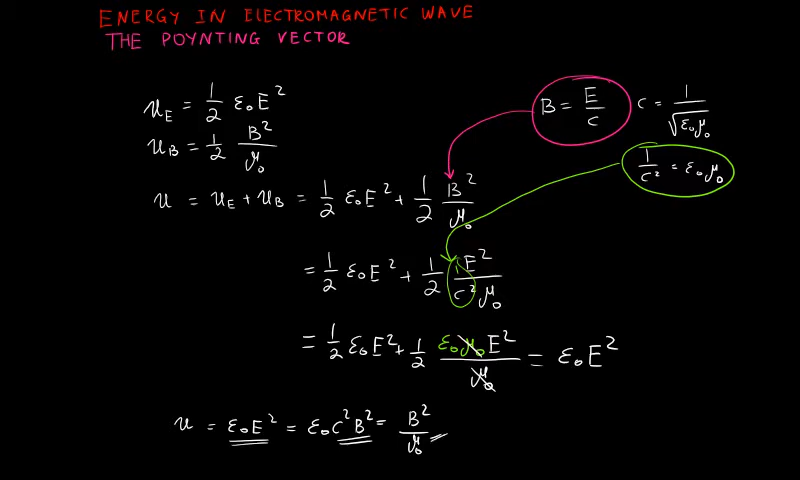 ENERGY IN ELECTROMAGNETIC WAVE
THE POYNTING VECTOR
u_E = 1/2 ε₀E²
B = E/c   c = 1/√(ε₀μ₀)
u_B = 1/2 B²/μ₀
1/c² = ε₀μ₀
u = u_E + u_B = 1/2 ε₀E² + 1/2 B²/μ₀
= 1/2 ε₀E² + 1/2 E²/(c²μ₀)
= 1/2 ε₀E² + 1/2 ε₀μ₀E²/μ₀ = ε₀E²
u = ε₀E² = ε₀c²B² = B²/μ₀